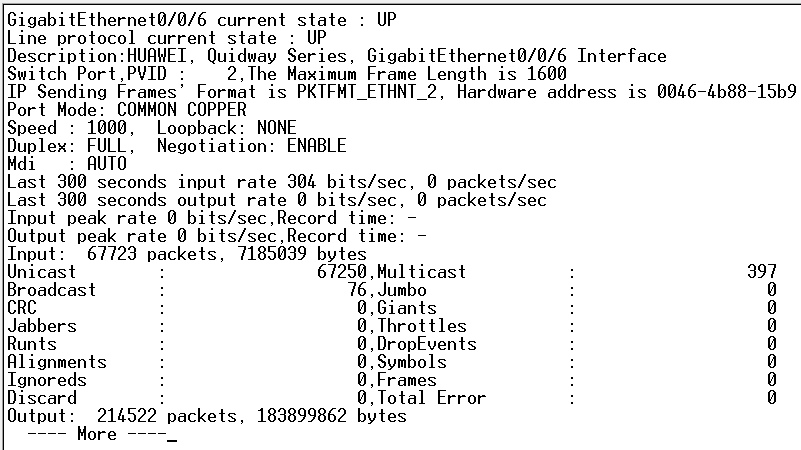 GigabitEthernet0/0/6 current state : UP
Line protocol current state : UP
Description:HUAWEI, Quidway Series, GigabitEthernet0/0/6 Interface
Switch Port,PVID :    2,The Maximum Frame Length is 1600
IP Sending Frames' Format is PKTFMT_ETHNT_2, Hardware address is 0046-4b88-15b9
Port Mode: COMMON COPPER
Speed : 1000,  Loopback: NONE
Duplex: FULL,  Negotiation: ENABLE
Mdi   : AUTO
Last 300 seconds input rate 304 bits/sec, 0 packets/sec
Last 300 seconds output rate 0 bits/sec, 0 packets/sec
Input peak rate 0 bits/sec,Record time: -
Output peak rate 0 bits/sec,Record time: -
Input:  67723 packets, 7185039 bytes
Unicast        :               67250,Multicast          :                 397
Broadcast      :                  76,Jumbo              :                   0
CRC            :                   0,Giants             :                   0
Jabbers        :                   0,Throttles          :                   0
Runts          :                   0,DropEvents         :                   0
Alignments     :                   0,Symbols            :                   0
Ignoreds       :                   0,Frames             :                   0
Discard        :                   0,Total Error        :                   0
Output:  214522 packets, 183899862 bytes
  ---- More ----_